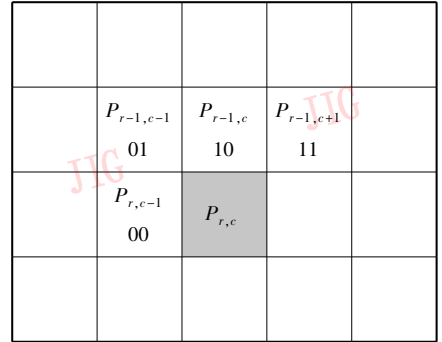 P_{r-1,c-1} P_{r-1,c} P_{r-1,c+1}
01 10 11
P_{r,c-1} P_{r,c}
00
JIG
JIG